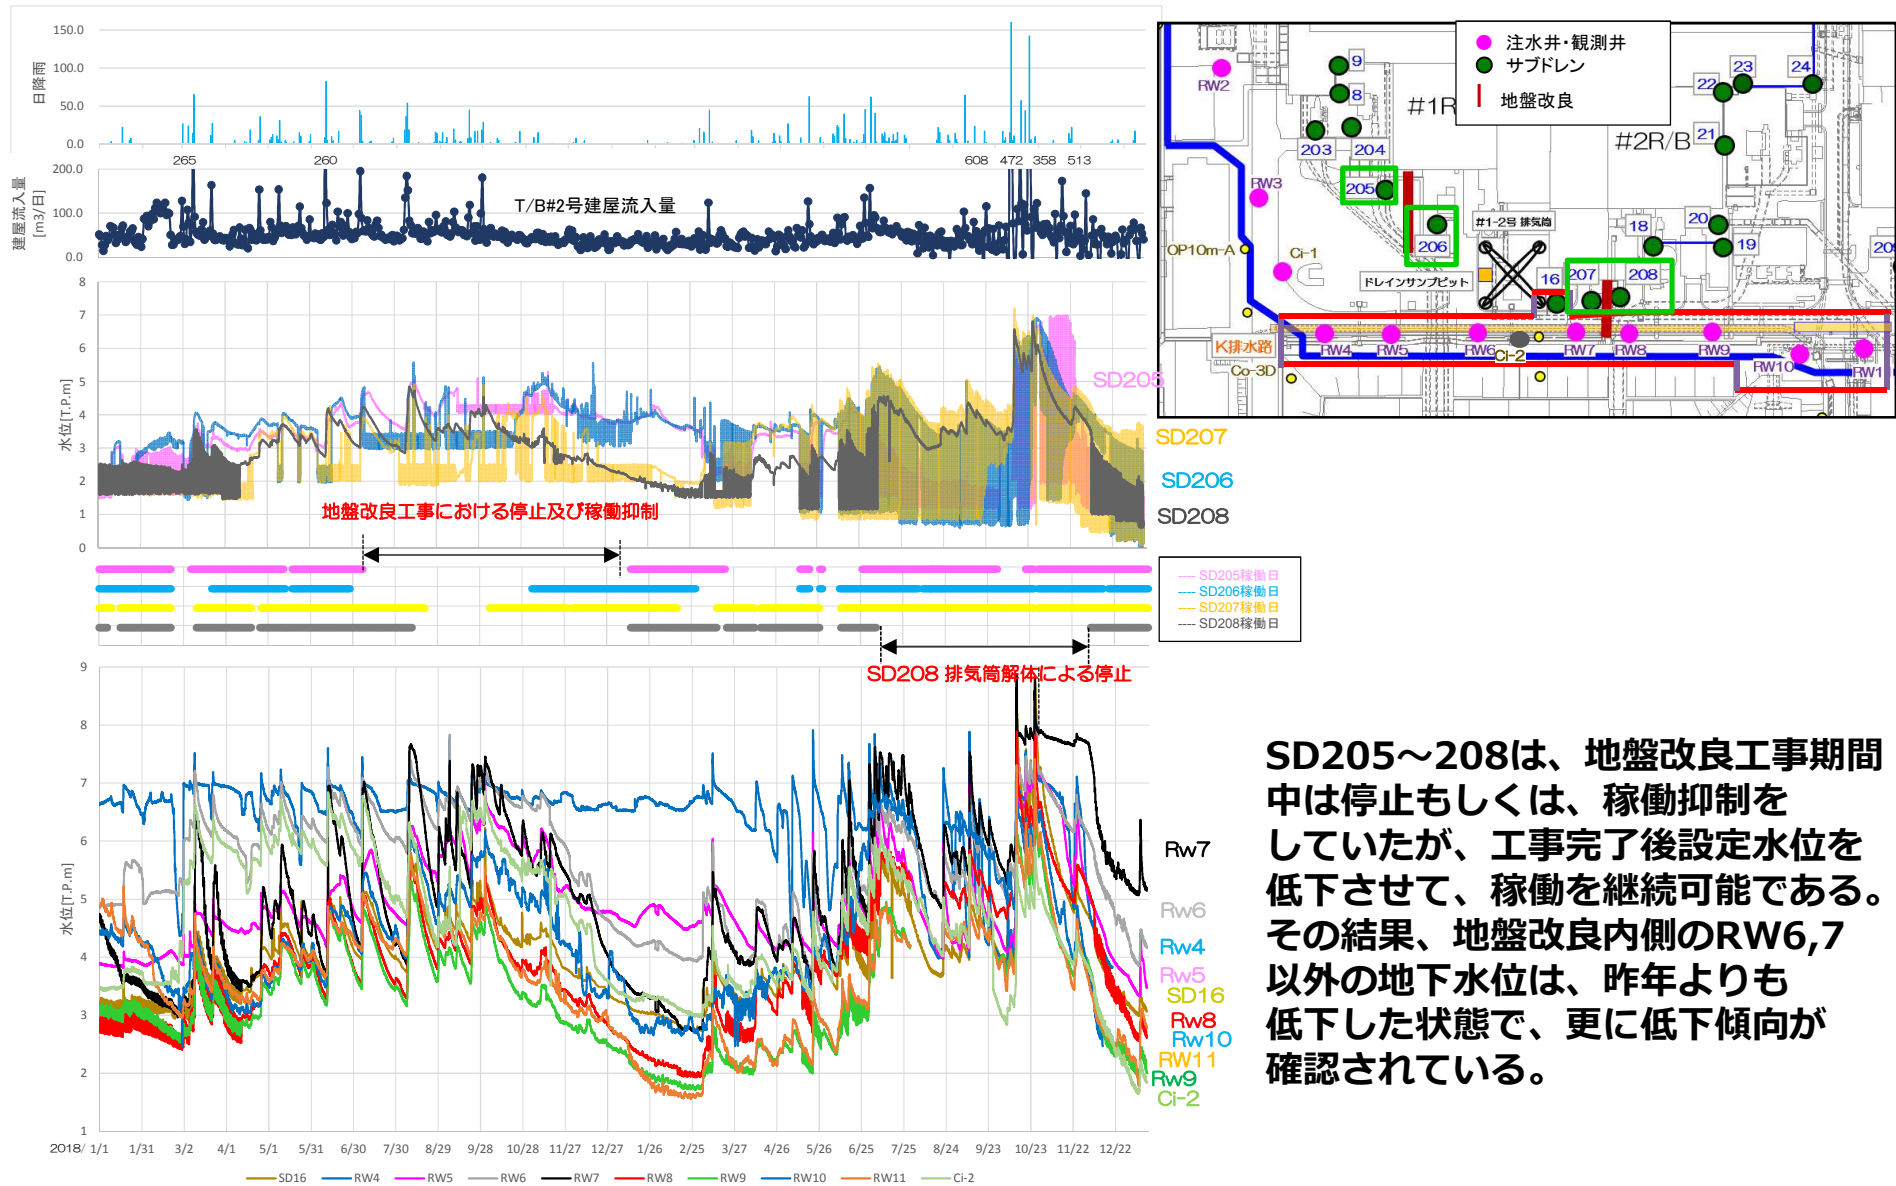 150.0
100.0
50.0
0.0
日降雨
265
260
608
472
358
513
200.0
100.0
0.0
建屋流入量
[m3/日]
T/B#2号建屋流入量
8
7
6
5
4
3
2
1
0
水位[T.P.m]
SD205
SD207
SD206
SD208
地盤改良工事における停止及び稼働抑制
---- SD205稼働日
---- SD206稼働日
---- SD207稼働日
---- SD208稼働日
SD208 排気筒解体による停止
9
8
7
6
5
4
3
2
1
水位[T.P.m]
Rw7
Rw6
Rw4
Rw5
SD16
Rw8
Rw10
RW11
Rw9
Ci-2
2018/ 1/1 1/31 3/2 4/1 5/1 5/31 6/30 7/30 8/29 9/28 10/28 11/27 12/27 1/26 2/25 3/27 4/26 5/26 6/25 7/25 8/24 9/23 10/23 11/22 12/22
SD16 RW4 RW5 RW6 RW7 RW8 RW9 RW10 RW11 Ci-2
注水井・観測井
サブドレン
地盤改良
RW2
9
8
203
204
#1R
22
23
24
21
#2R/B
RW3
205
206
#1-2号 排気筒
18
20
19
OP10m-A
Ci-1
ドレインサンプピット
16
207
208
K排水路
RW4
RW5
RW6
Ci-2
RW7
RW8
RW9
RW10
RW1
Co-3D
SD205～208は、地盤改良工事期間
中は停止もしくは、稼働抑制を
していたが、工事完了後設定水位を
低下させて、稼働を継続可能である。
その結果、地盤改良内側のRW6,7
以外の地下水位は、昨年よりも
低下した状態で、更に低下傾向が
確認されている。